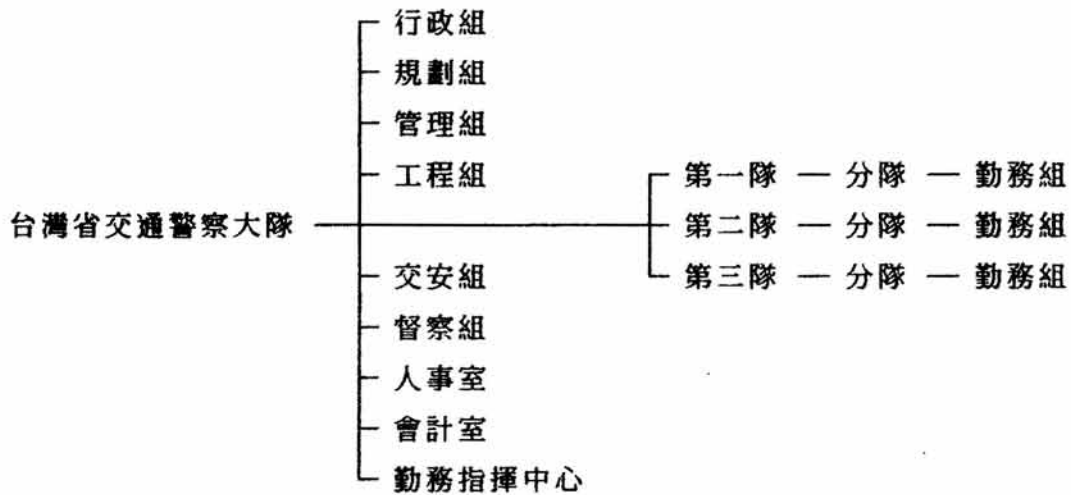 行政組
規劃組
管理組
工程組
第一隊 — 分隊 — 勤務組
台灣省交通警察大隊
第二隊 — 分隊 — 勤務組
交安組
第三隊 — 分隊 — 勤務組
督察組
人事室
會計室
勤務指揮中心